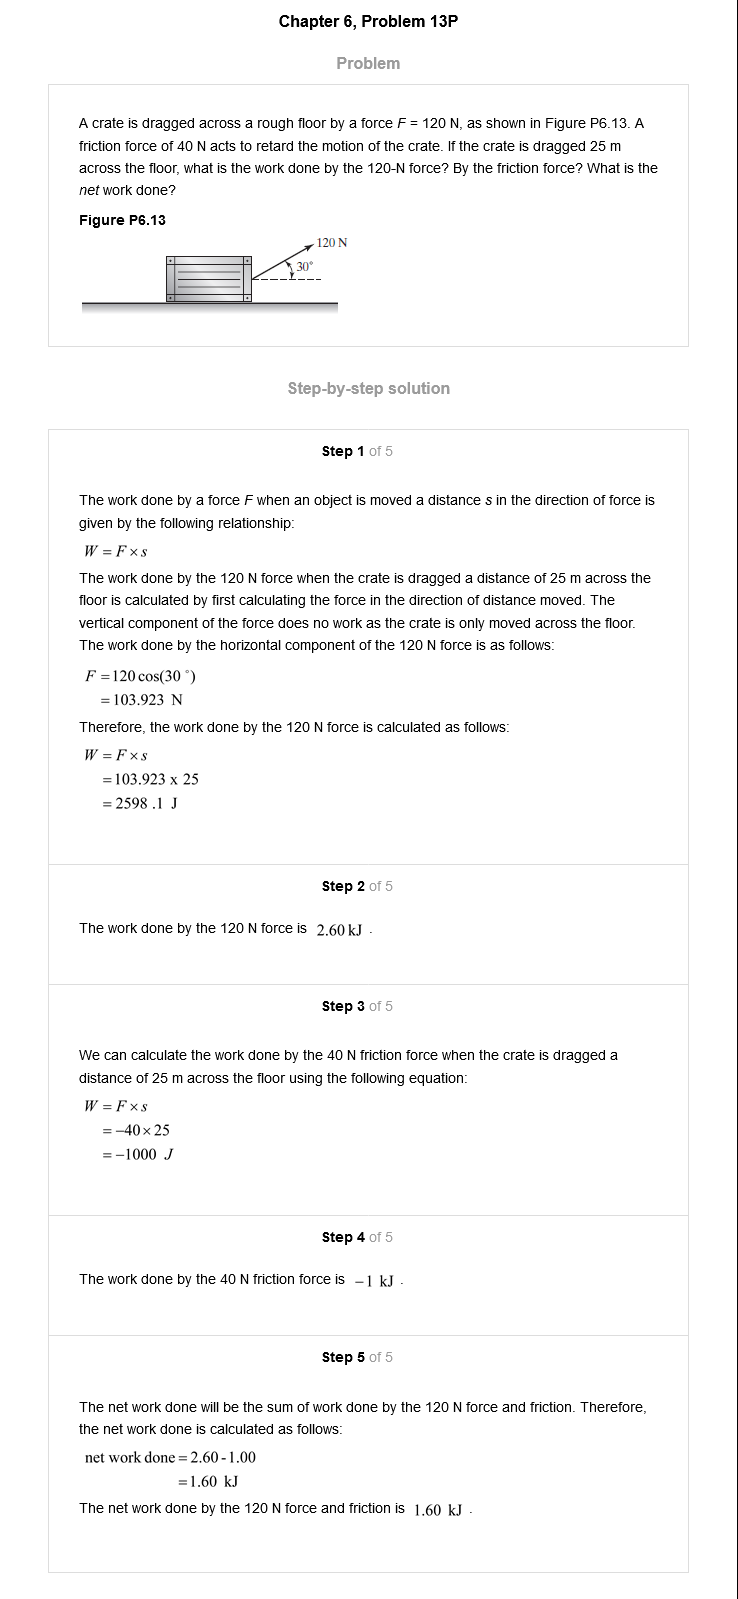 Chapter 6, Problem 13P
Problem
A crate is dragged across a rough floor by a force F = 120 N, as shown in Figure P6.13. A
friction force of 40 N acts to retard the motion of the crate. If the crate is dragged 25 m
across the floor, what is the work done by the 120-N force? By the friction force? What is the
net work done?
Figure P6.13
120 N
30°
Step-by-step solution
Step 1 of 5
The work done by a force F when an object is moved a distance s in the direction of force is
given by the following relationship:
W = F × s
The work done by the 120 N force when the crate is dragged a distance of 25 m across the
floor is calculated by first calculating the force in the direction of distance moved. The
vertical component of the force does no work as the crate is only moved across the floor.
The work done by the horizontal component of the 120 N force is as follows:
F = 120 cos(30 °)
= 103.923 N
Therefore, the work done by the 120 N force is calculated as follows:
W = F × s
= 103.923 x 25
= 2598 .1 J
Step 2 of 5
The work done by the 120 N force is 2.60 kJ .
Step 3 of 5
We can calculate the work done by the 40 N friction force when the crate is dragged a
distance of 25 m across the floor using the following equation:
W = F × s
= −40 × 25
= −1000 J
Step 4 of 5
The work done by the 40 N friction force is −1 kJ .
Step 5 of 5
The net work done will be the sum of work done by the 120 N force and friction. Therefore,
the net work done is calculated as follows:
net work done = 2.60 - 1.00
= 1.60 kJ
The net work done by the 120 N force and friction is 1.60 kJ .